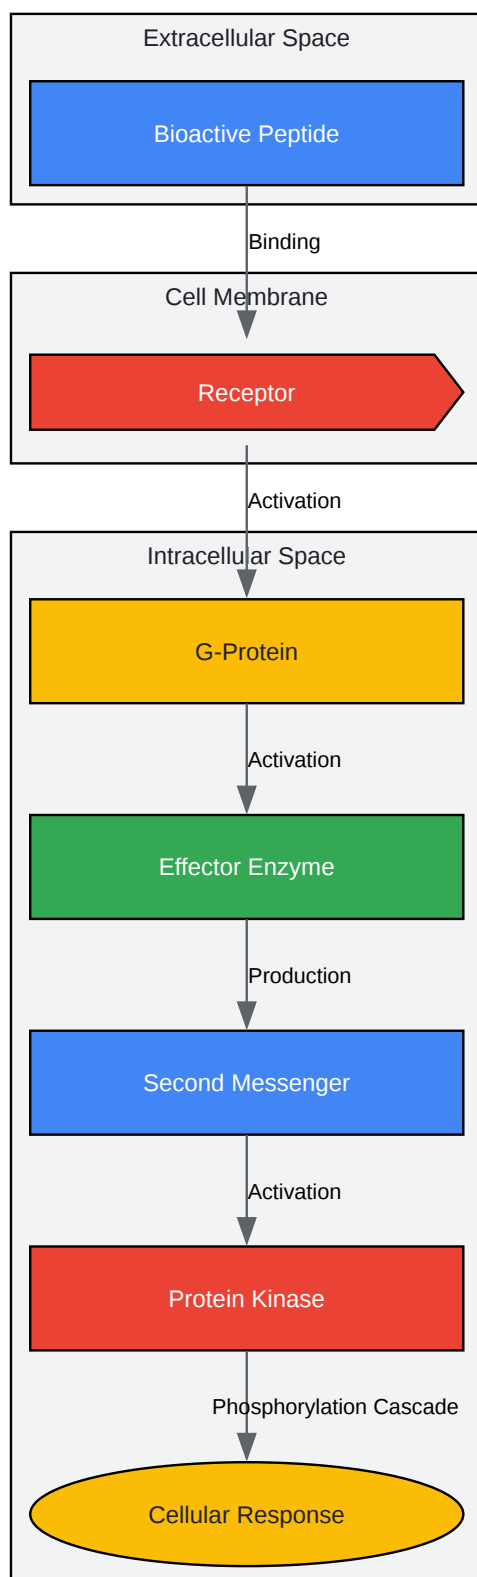 Extracellular Space
Bioactive Peptide
Binding
Cell Membrane
Receptor
Activation
Intracellular Space
G-Protein
Activation
Effector Enzyme
Production
Second Messenger
Activation
Protein Kinase
Phosphorylation Cascade
Cellular Response